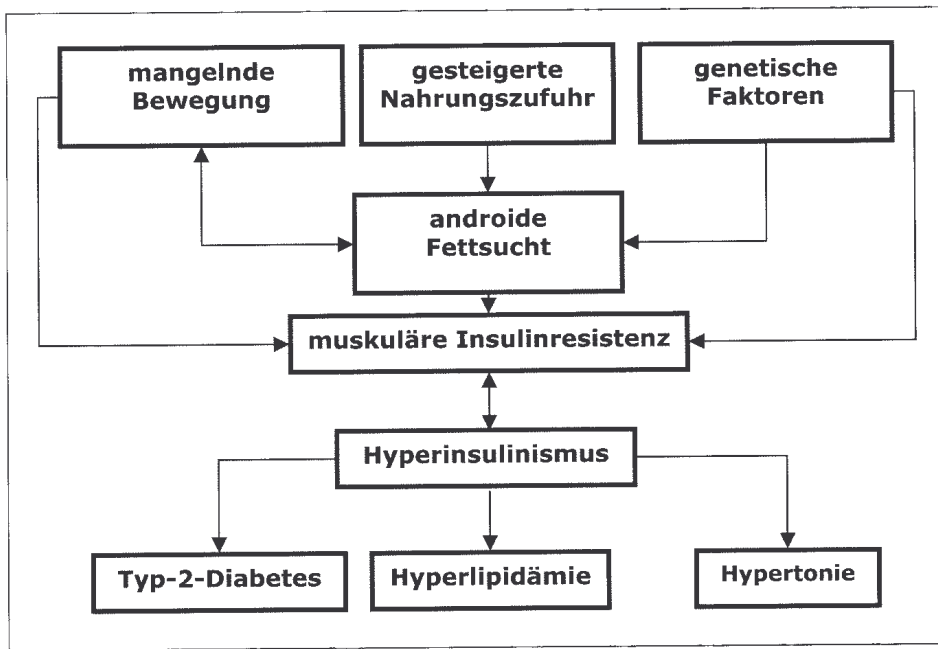 mangelnde
Bewegung
gesteigerte
Nahrungszufuhr
genetische
Faktoren
androide
Fettsucht
muskuläre Insulinresistenz
Hyperinsulinismus
Typ-2-Diabetes
Hyperlipidämie
Hypertonie